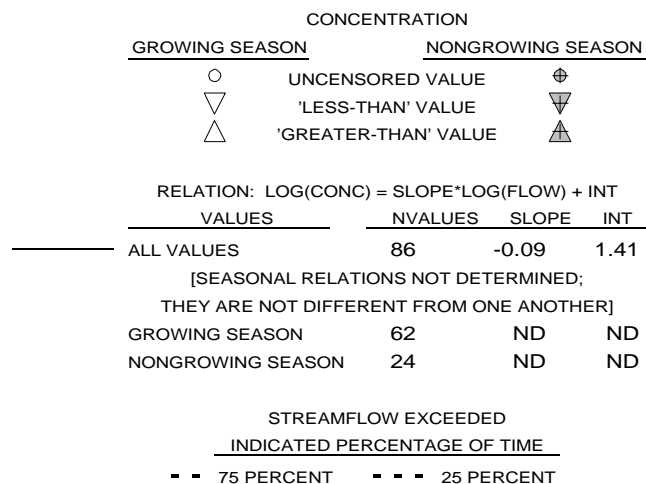 CONCENTRATION
GROWING SEASON NONGROWING SEASON
UNCENSORED VALUE
'LESS-THAN' VALUE
'GREATER-THAN' VALUE
RELATION: LOG(CONC) = SLOPE*LOG(FLOW) + INT
VALUES NVALUES SLOPE INT
ALL VALUES 86 -0.09 1.41
[SEASONAL RELATIONS NOT DETERMINED;
THEY ARE NOT DIFFERENT FROM ONE ANOTHER]
GROWING SEASON 62 ND ND
NONGROWING SEASON 24 ND ND
STREAMFLOW EXCEEDED
INDICATED PERCENTAGE OF TIME
75 PERCENT 25 PERCENT